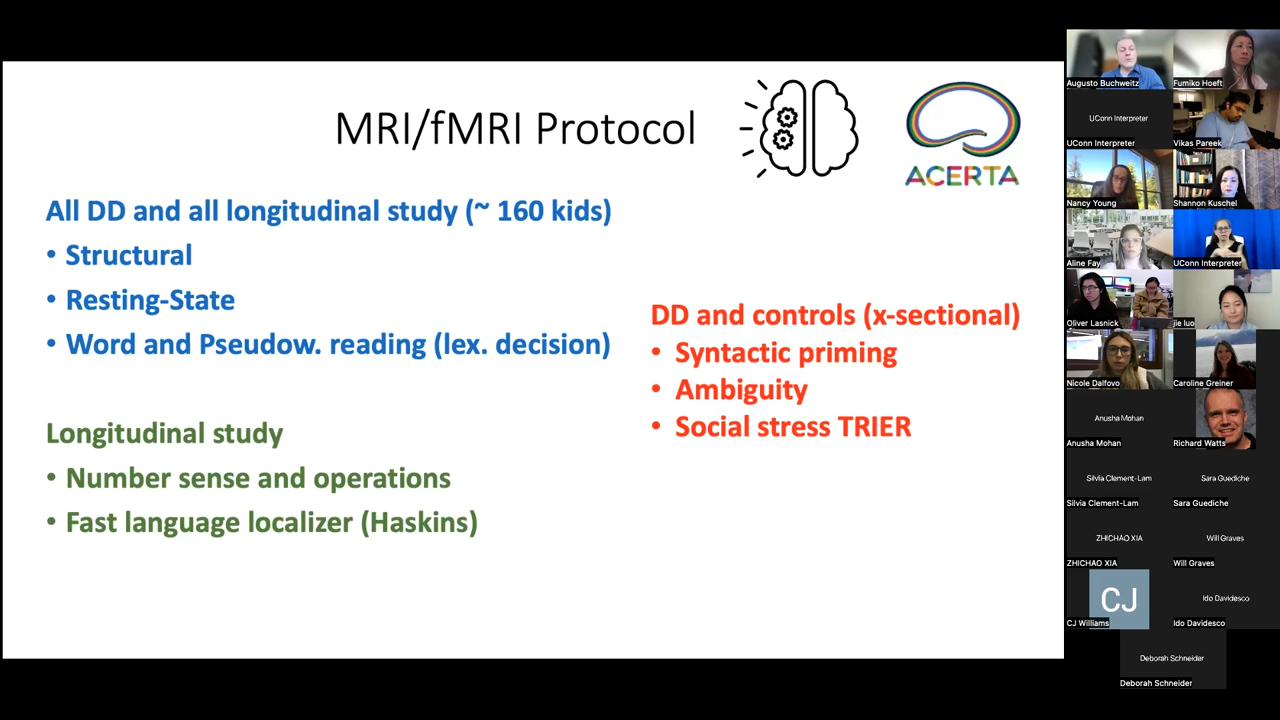 MRI/fMRI Protocol
ACERTA
All DD and all longitudinal study (~ 160 kids)
• Structural
• Resting-State
• Word and Pseudow. reading (lex. decision)
Longitudinal study
• Number sense and operations
• Fast language localizer (Haskins)
DD and controls (x-sectional)
• Syntactic priming
• Ambiguity
• Social stress TRIER
Augusto Buchweitz
Fumiko Hoeft
UConn Interpreter
UConn Interpreter
Vikas Pareek
Nancy Young
Shannon Kuschel
Aline Fay
UConn Interpreter
Oliver Lasnick
jie luo
Nicole Dalfovo
Caroline Greiner
Anusha Mohan
Anusha Mohan
Richard Watts
Silvia Clement-Lam
Sara Guediche
Silvia Clement-Lam
Sara Guediche
ZHICHAO XIA
Will Graves
ZHICHAO XIA
Will Graves
CJ
Ido Davidesco
CJ Williams
Ido Davidesco
Deborah Schneider
Deborah Schneider